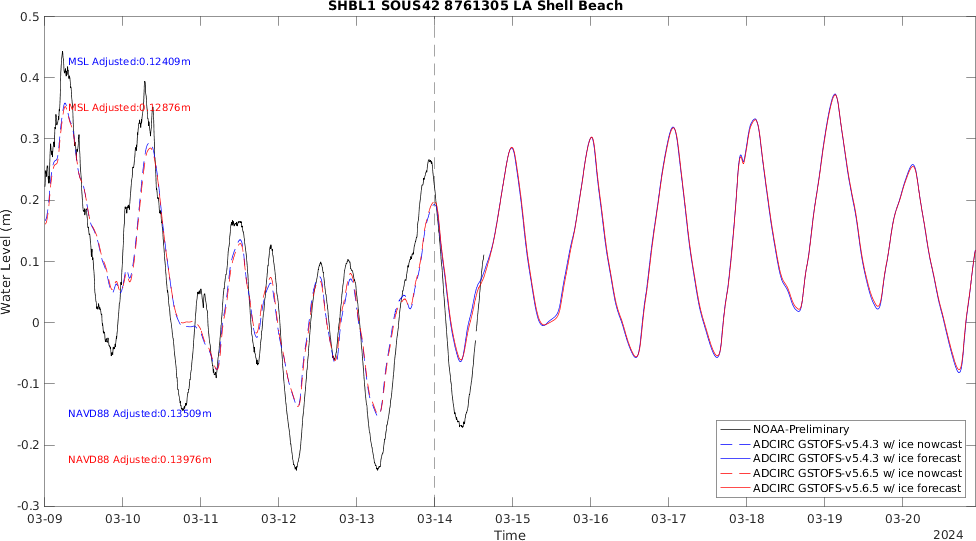 SHBL1 SOUS42 8761305 LA Shell Beach
Water Level (m)
0.5
0.4
0.3
0.2
0.1
0
-0.1
-0.2
-0.3
MSL Adjusted:0.12409m
MSL Adjusted:0.12876m
NAVD88 Adjusted:0.13509m
NAVD88 Adjusted:0.13976m
NOAA-Preliminary
ADCIRC GSTOFS-v5.4.3 w/ ice nowcast
ADCIRC GSTOFS-v5.4.3 w/ ice forecast
ADCIRC GSTOFS-v5.6.5 w/ ice nowcast
ADCIRC GSTOFS-v5.6.5 w/ ice forecast
03-09 03-10 03-11 03-12 03-13 03-14 03-15 03-16 03-17 03-18 03-19 03-20
Time
2024